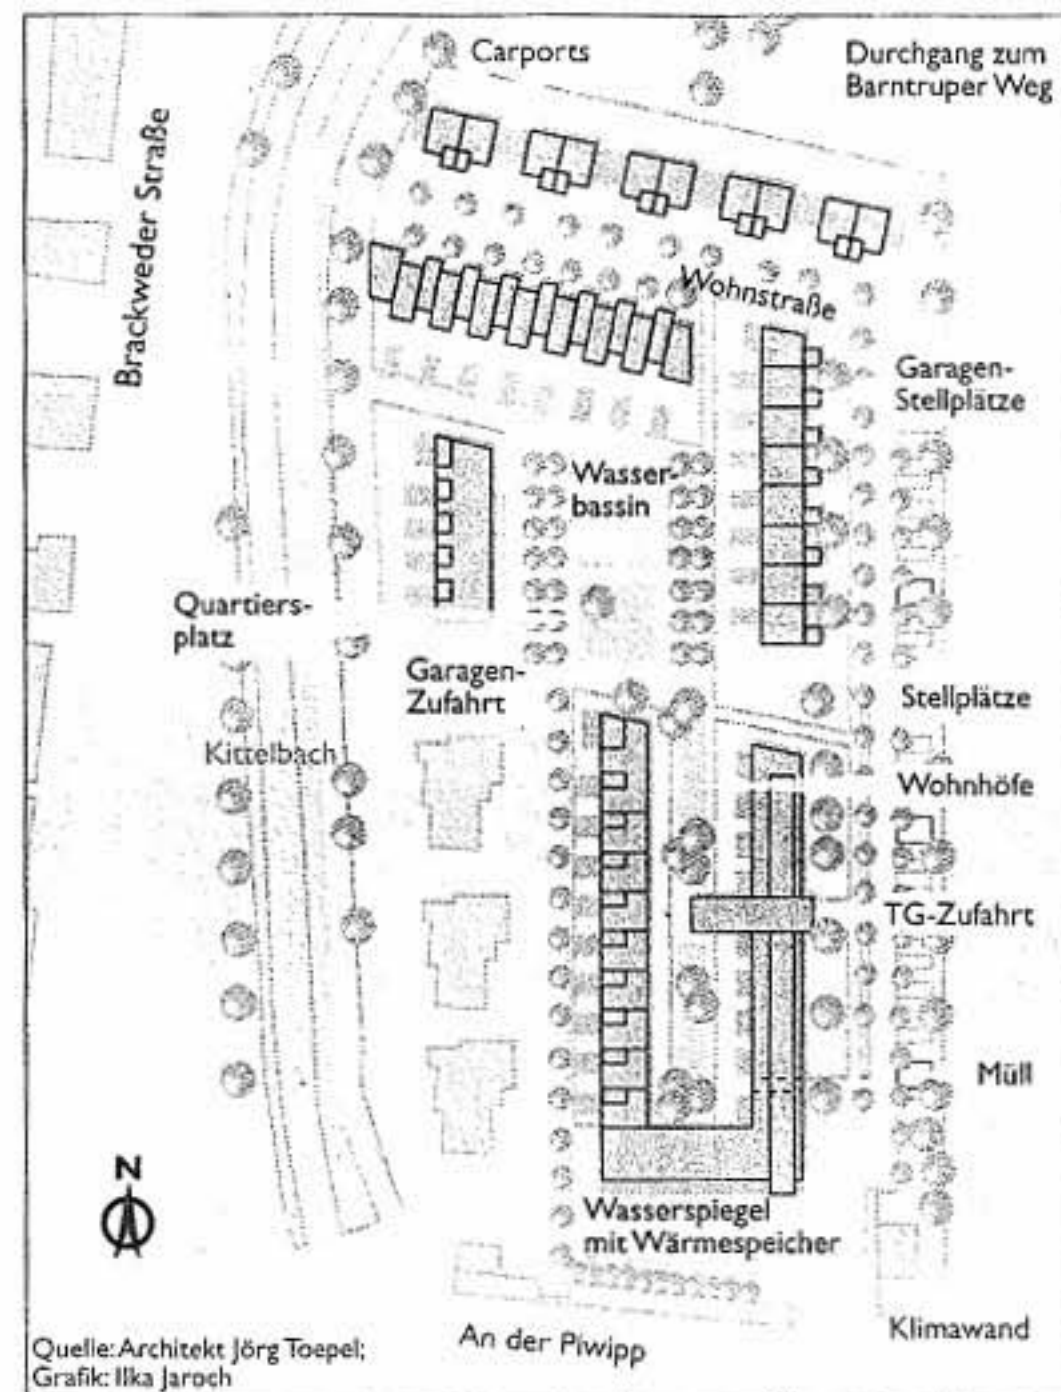 Carports
Durchgang zum
Barntruper Weg
Brackweder Straße
Wohnstraße
Garagen-
Stellplätze
Wasser-
bassin
Quartiers-
platz
Garagen-
Zufahrt
Stellplätze
Kittelbach
Wohnhöfe
TG-Zufahrt
Müll
N
Wasserspiegel
mit Wärmespeicher
Klimawand
An der Piwipp
Quelle: Architekt Jörg Toepel;
Grafik: Ilka Jaroch